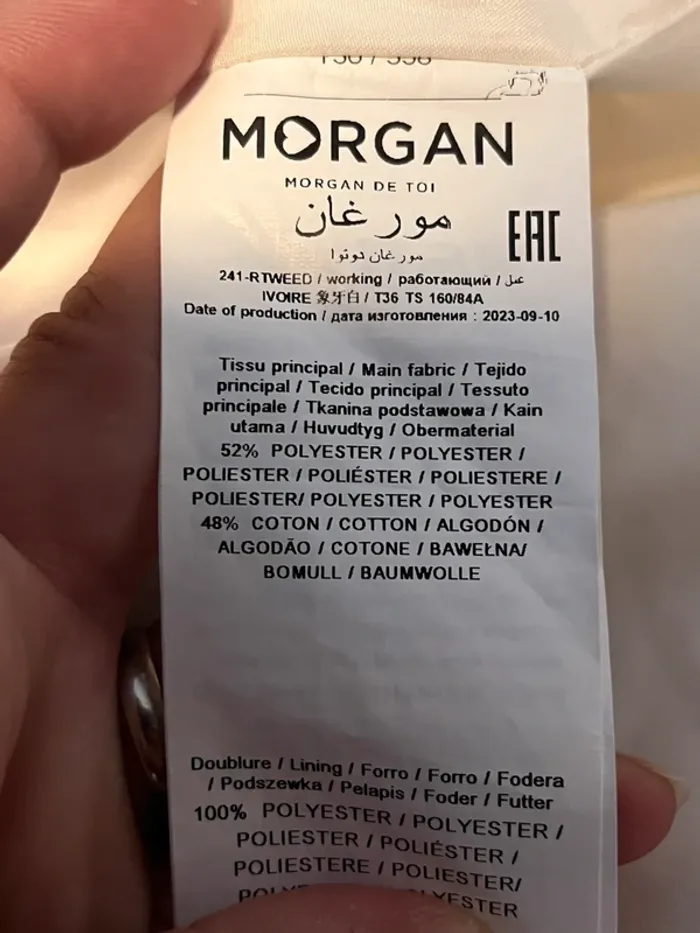 MORGAN
MORGAN DE TOI
مورغان
مورغان دوتوا
EAC
241-RTWEED / working / работающий / عمل
IVOIRE 象牙白 / T36 TS 160/84A
Date of production / дата изготовления : 2023-09-10
Tissu principal / Main fabric / Tejido
principal / Tecido principal / Tessuto
principale / Tkanina podstawowa / Kain
utama / Huvudtyg / Obermaterial
52% POLYESTER / POLYESTER /
POLIESTER / POLIÉSTER / POLIESTERE /
POLIESTER/ POLYESTER / POLYESTER
48% COTON / COTTON / ALGODÓN /
ALGODÃO / COTONE / BAWEŁNA/
BOMULL / BAUMWOLLE
Doublure / Lining / Forro / Forro / Fodera
/ Podszewka / Pelapis / Foder / Futter
100% POLYESTER / POLYESTER /
POLIESTER / POLIÉSTER /
POLIESTERE / POLIESTER/